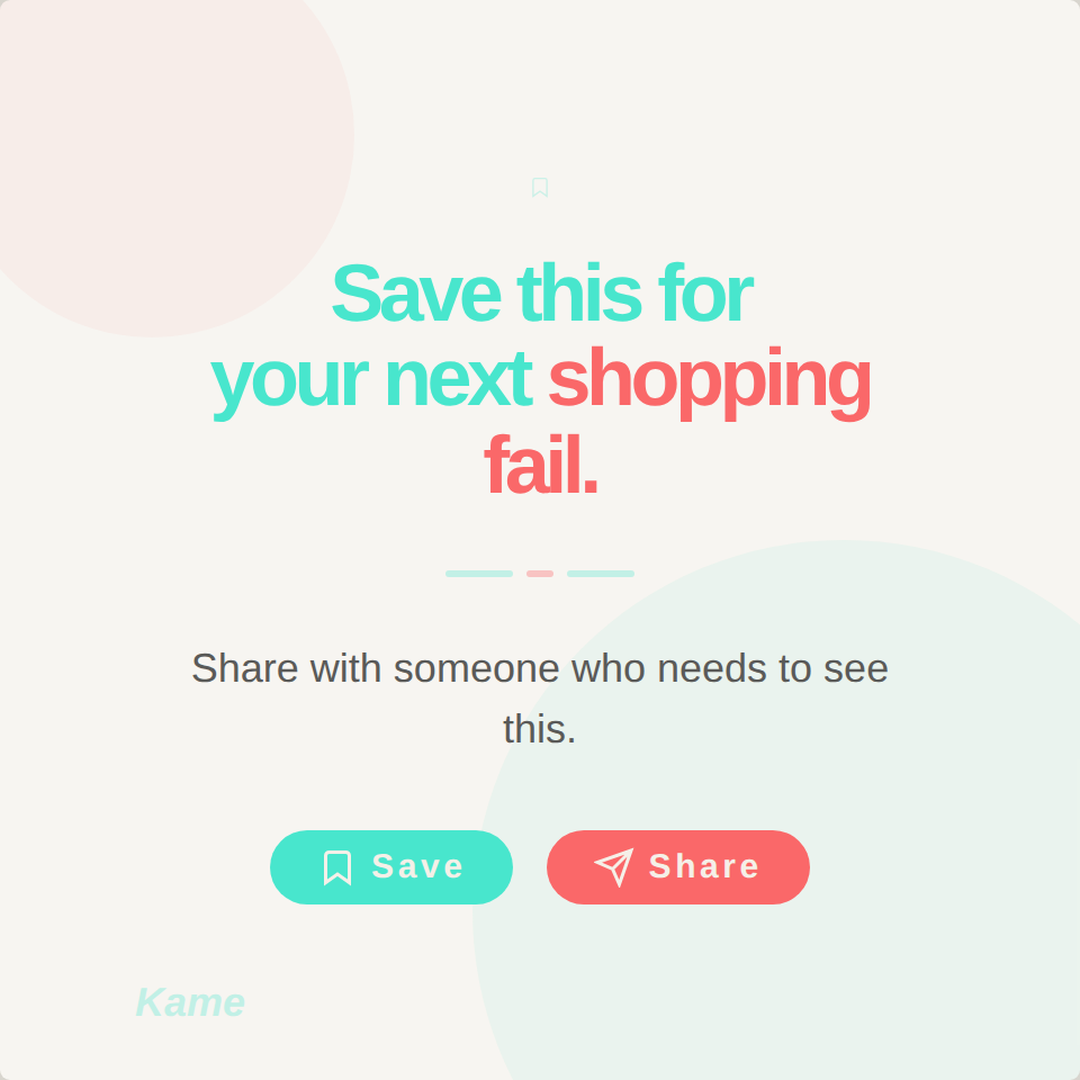 Save this for
your next shopping
fail.
Share with someone who needs to see
this.
Save
Share
Kame